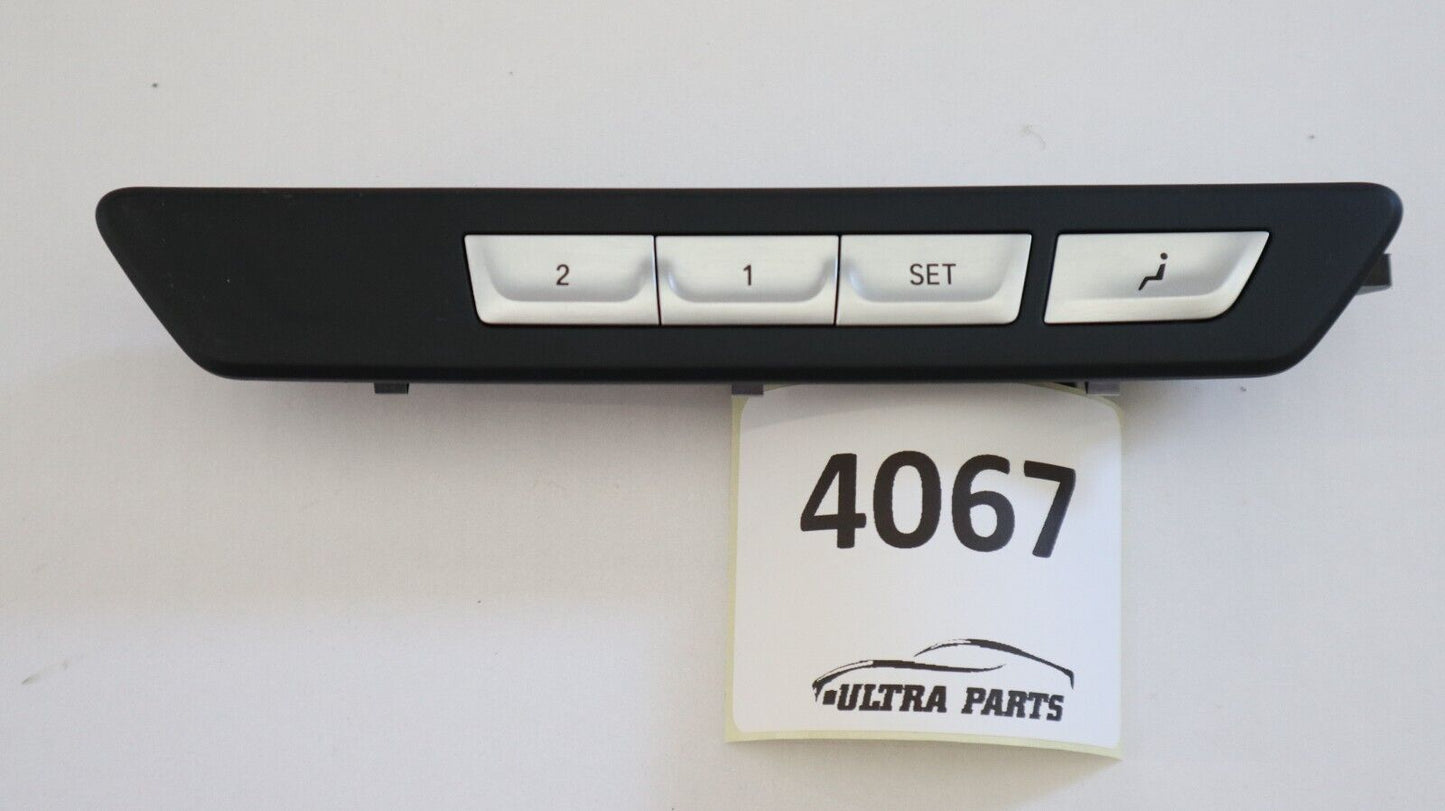 2 1 SET
4067
ULTRA PARTS